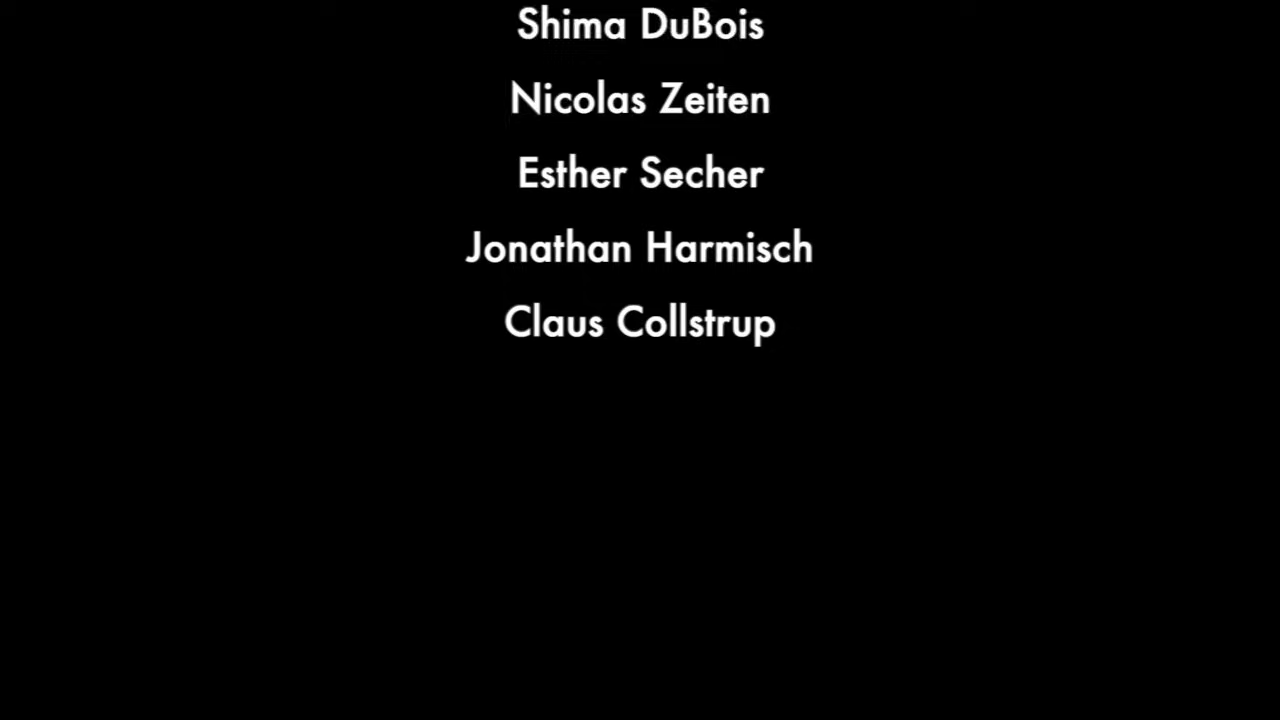 Shima DuBois
Nicolas Zeiten
Esther Secher
Jonathan Harmisch
Claus Collstrup